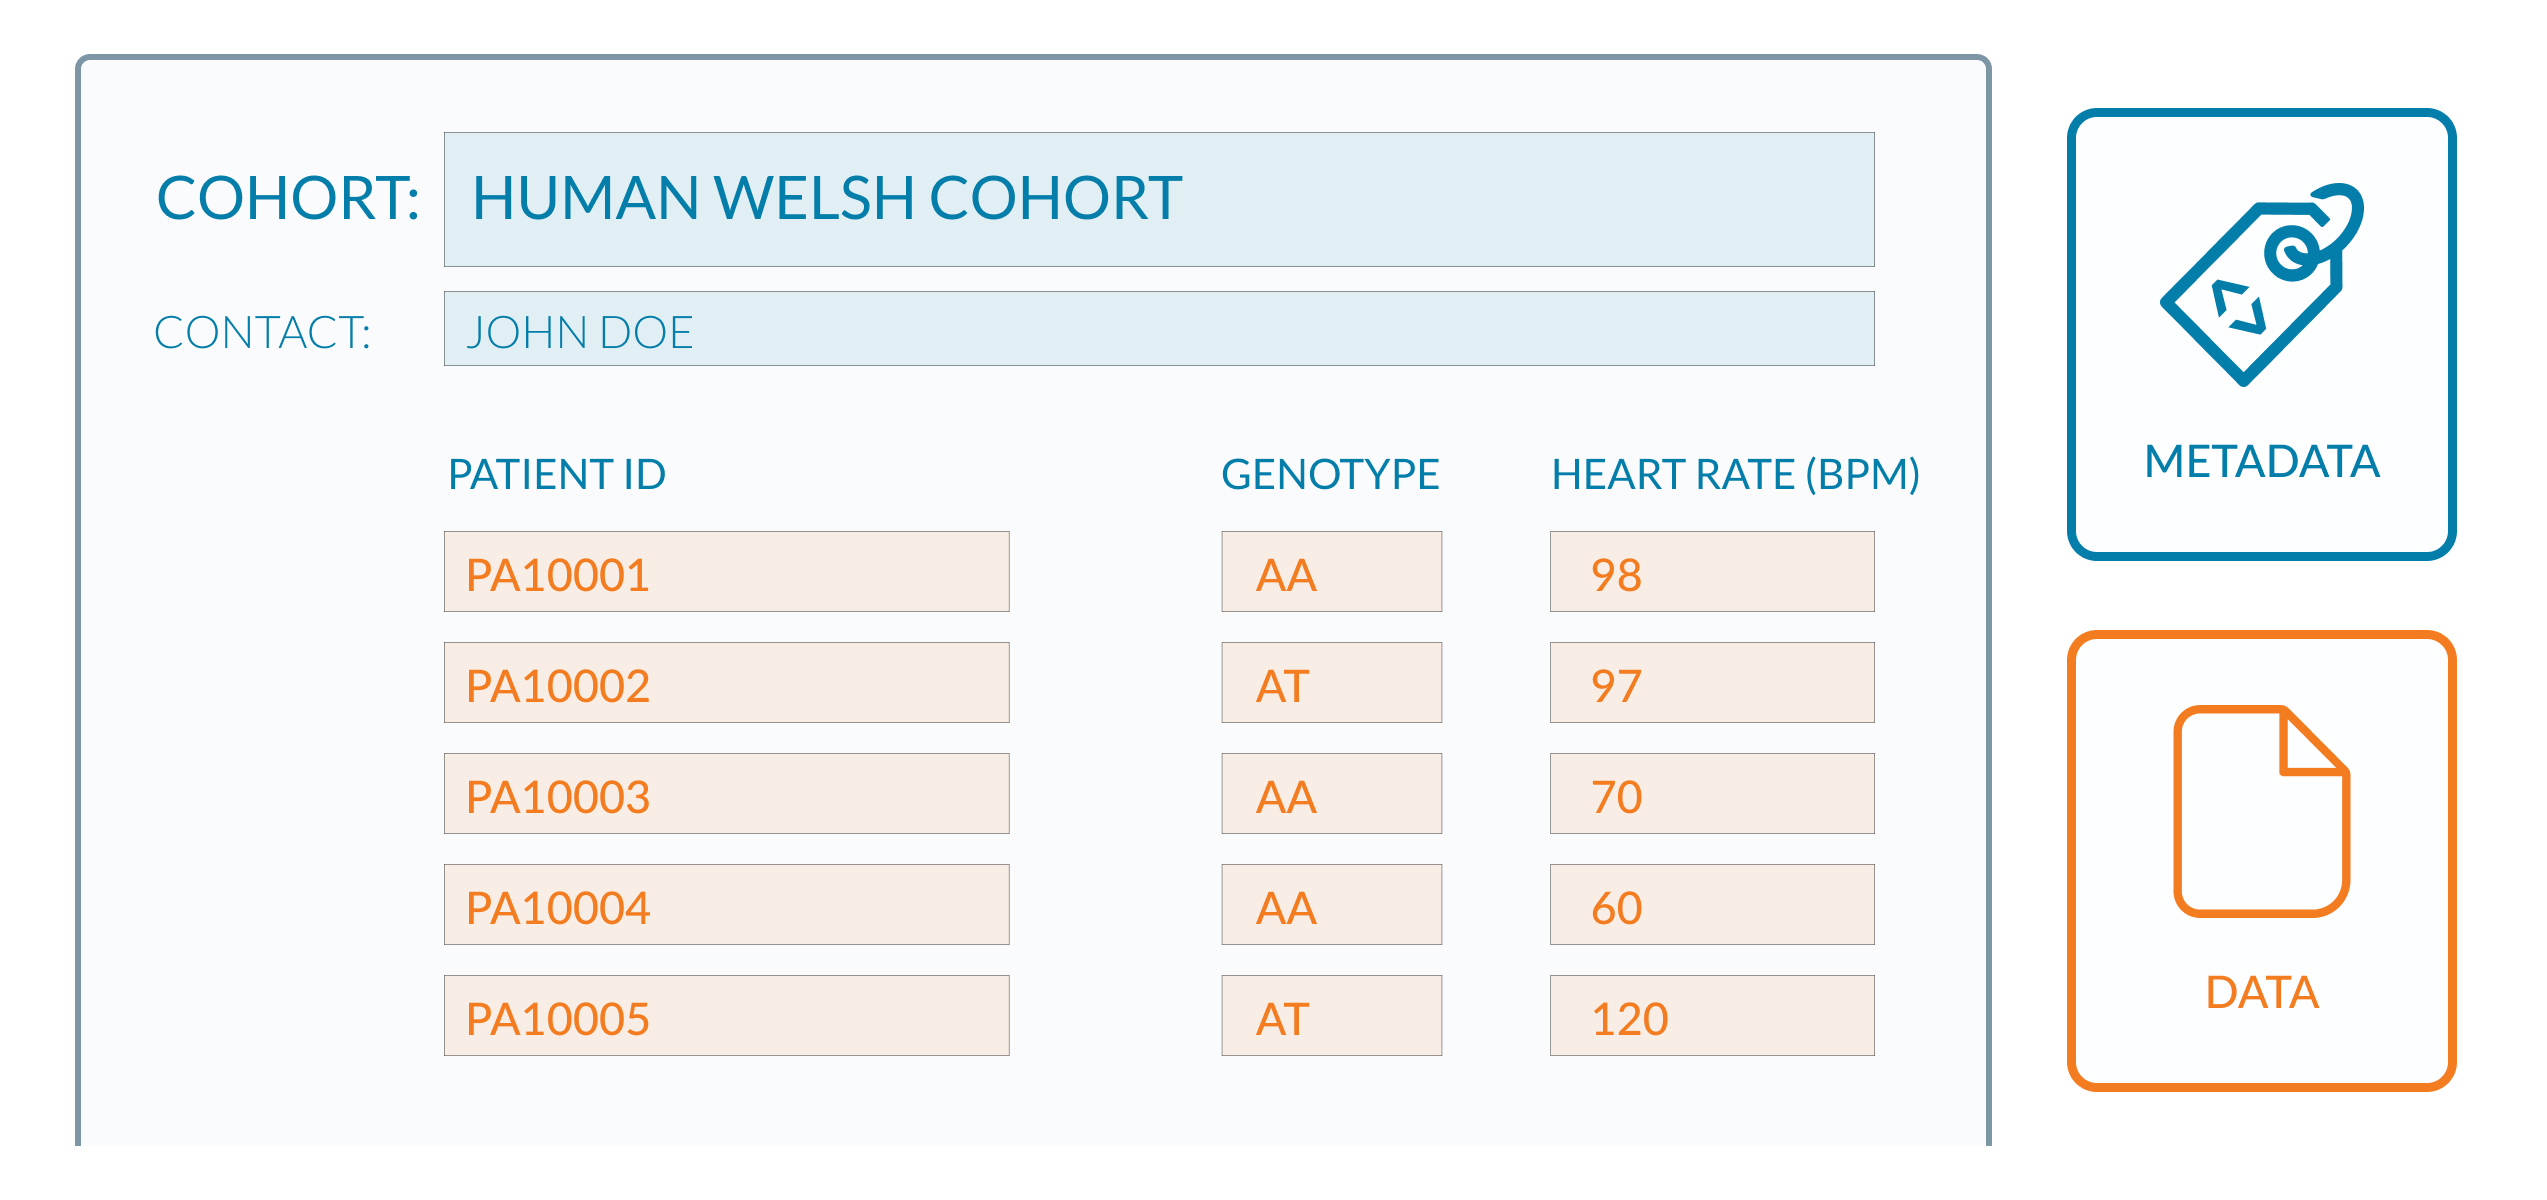 COHORT: HUMAN WELSH COHORT
CONTACT: JOHN DOE
PATIENT ID GENOTYPE HEART RATE (BPM)
PA10001 AA 98
PA10002 AT 97
PA10003 AA 70
PA10004 AA 60
PA10005 AT 120
METADATA
DATA